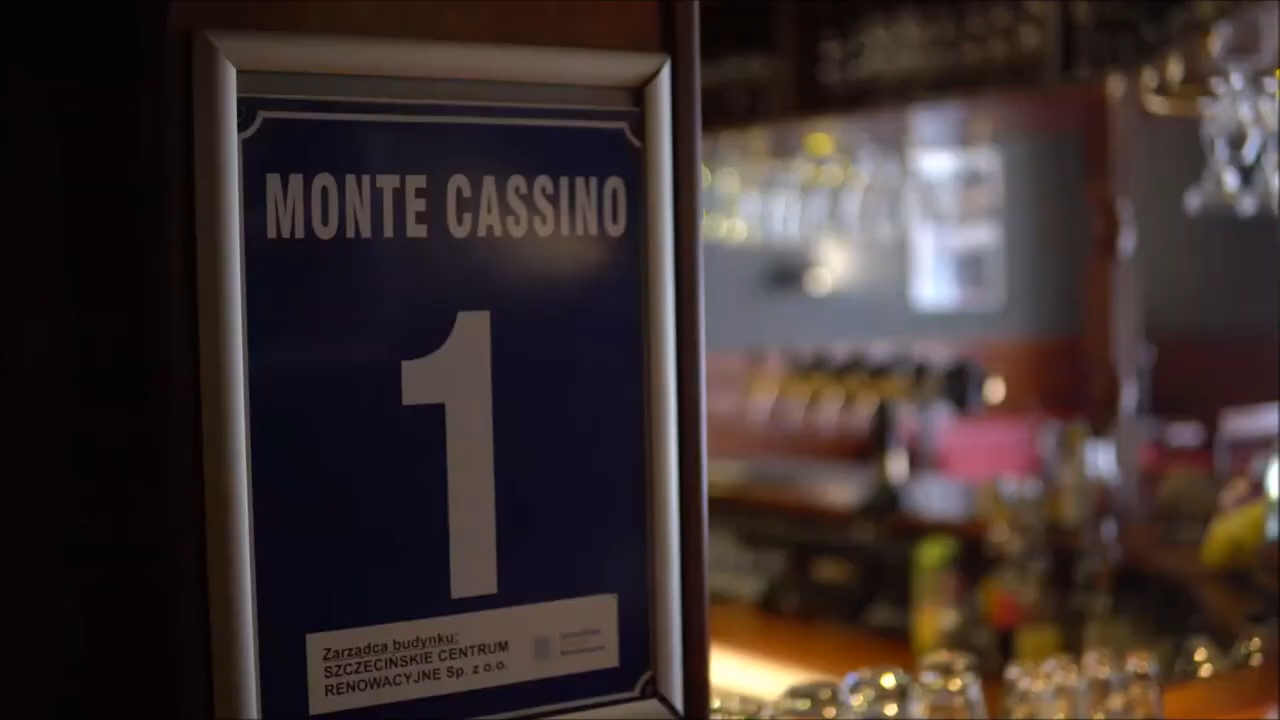 MONTE CASSINO
1
Zarządca budynku:
SZCZECIŃSKIE CENTRUM
RENOWACYJNE Sp. z o.o.